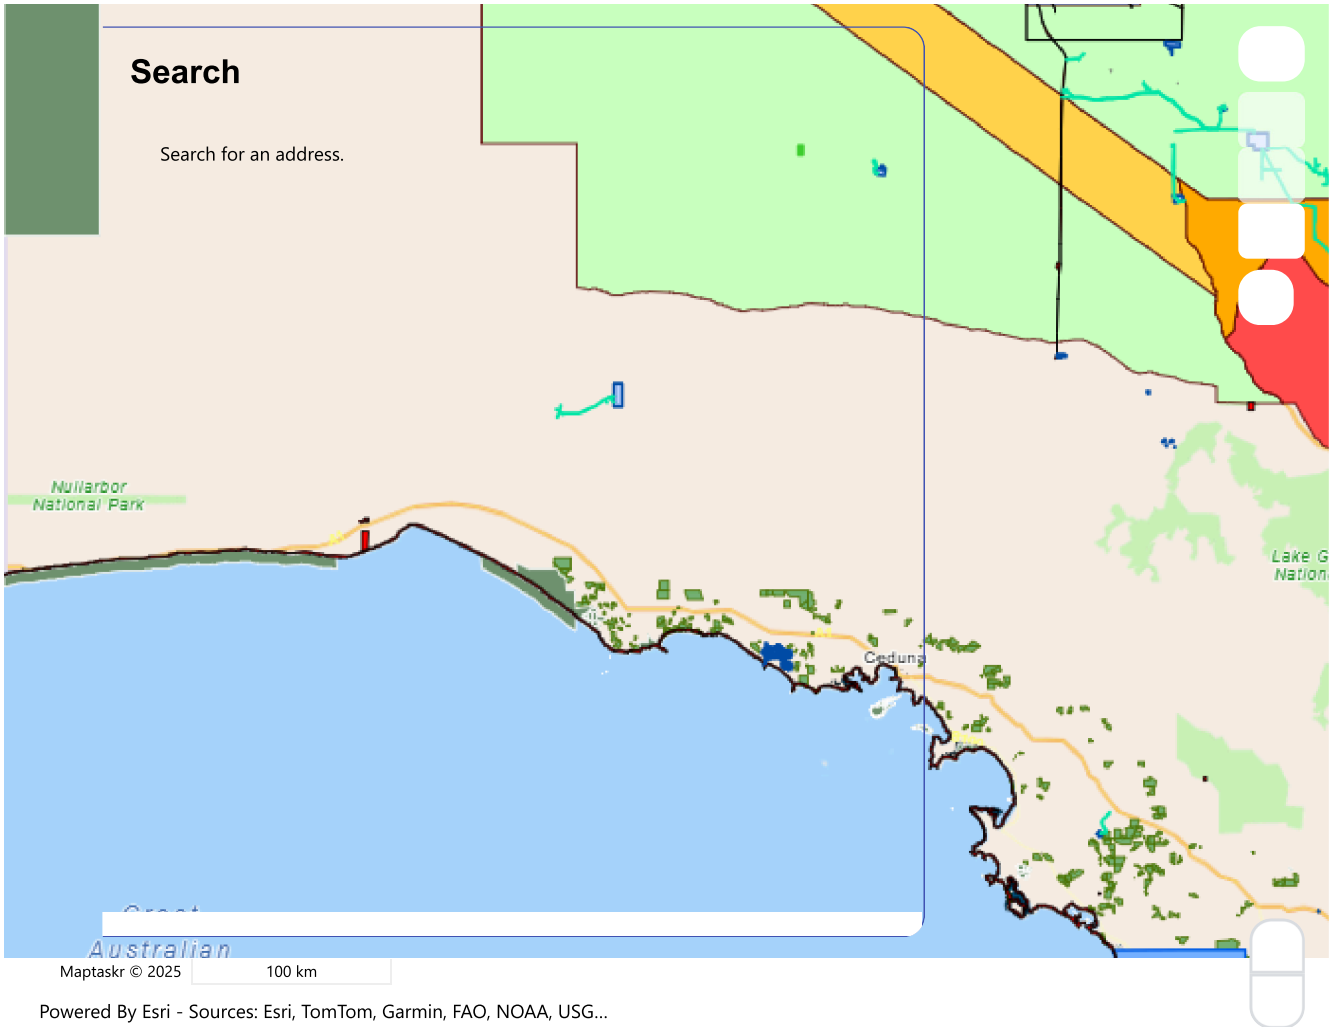 Search
Search for an address.
Nullarbor
National Park
Lake G
Nation
Ceduna
Great
Australian
Maptaskr © 2025
100 km
Powered By Esri - Sources: Esri, TomTom, Garmin, FAO, NOAA, USG...